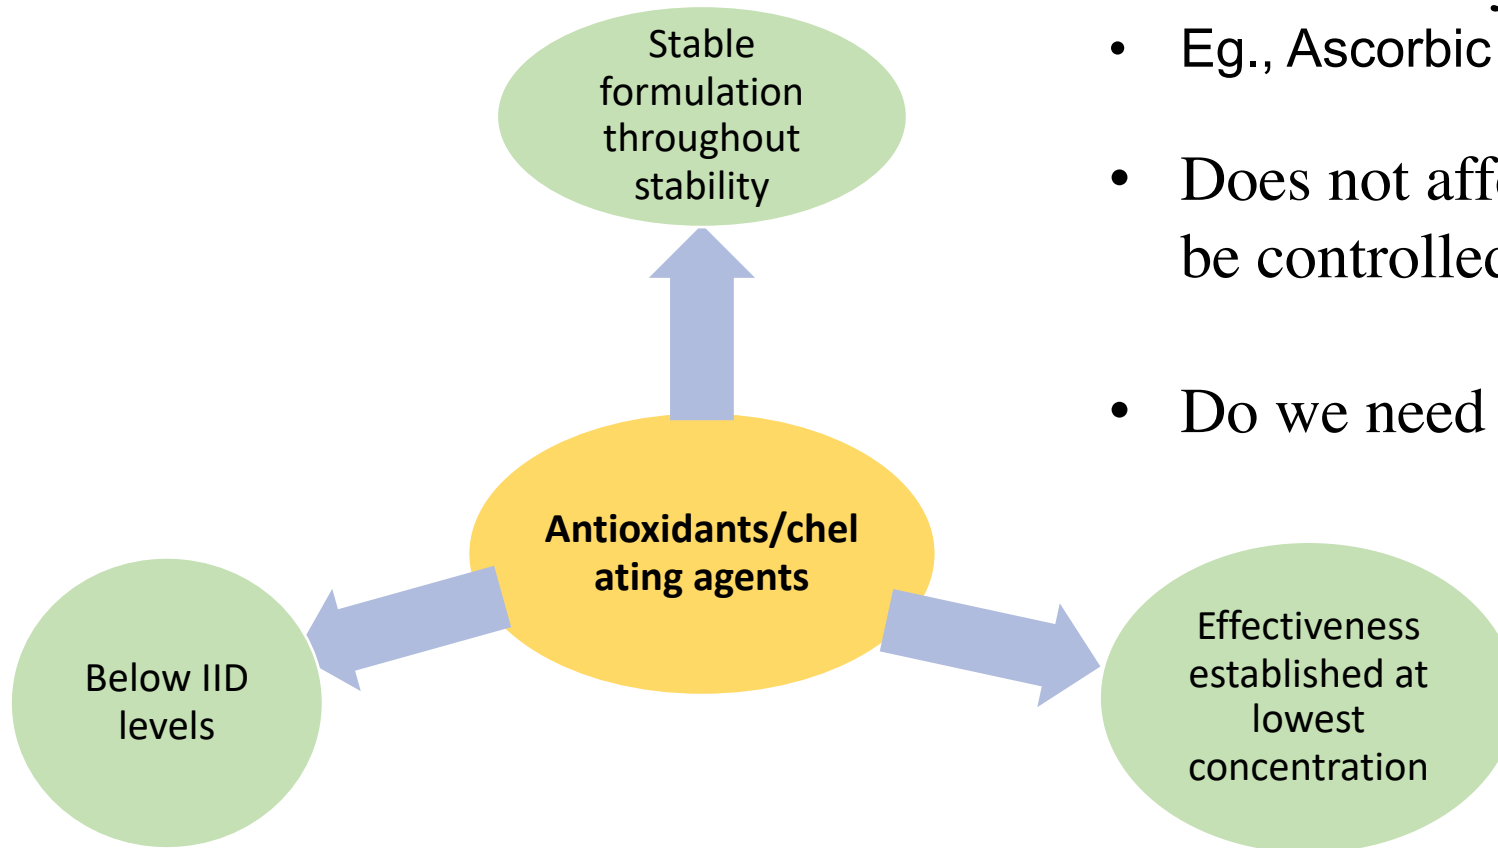 Stable
formulation
throughout
stability
Antioxidants/chel
ating agents
Below IID
levels
Effectiveness
established at
lowest
concentration
• Eg., Ascorbic
• Does not
be controlled
• Do we need